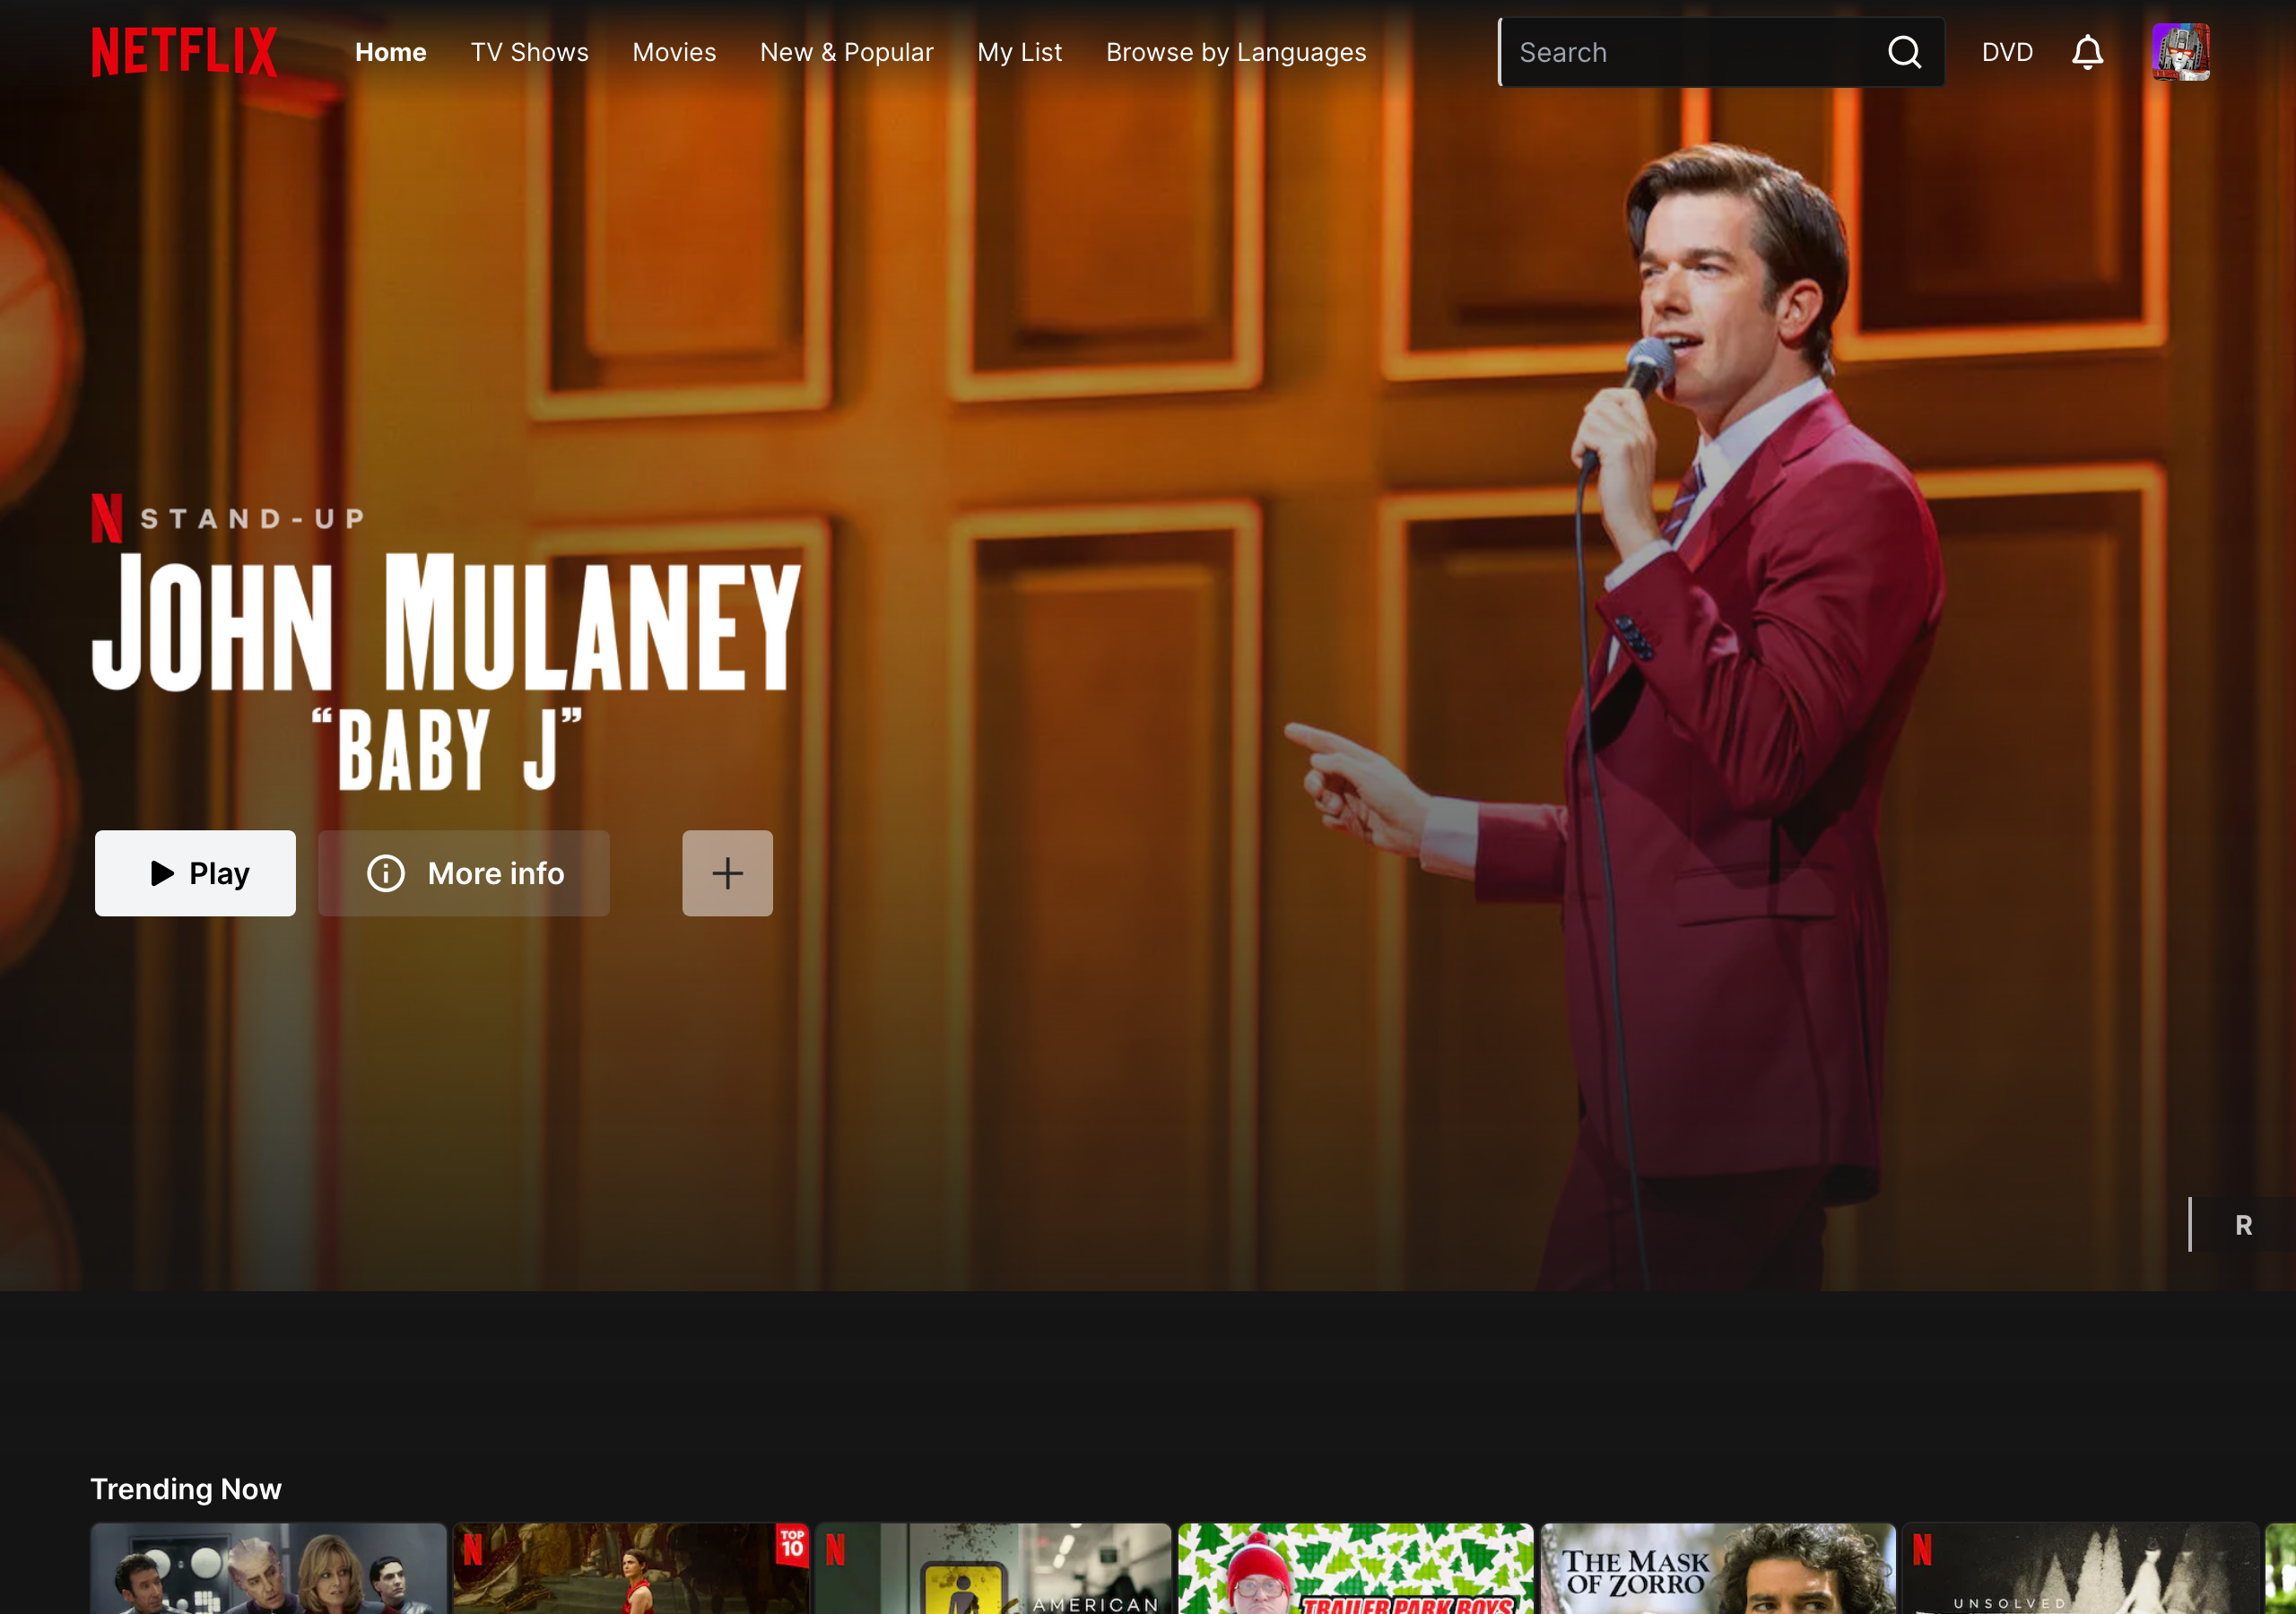 NETFLIX Home TV Shows Movies New & Popular My List Browse by Languages Search DVD
N STAND-UP
JOHN MULANEY
“BABY J”
Play More info
R
Trending Now
TOP
10
THE MASK
OF ZORRO
AMERICAN
TRAILER PARK BOYS
UNSOLVED